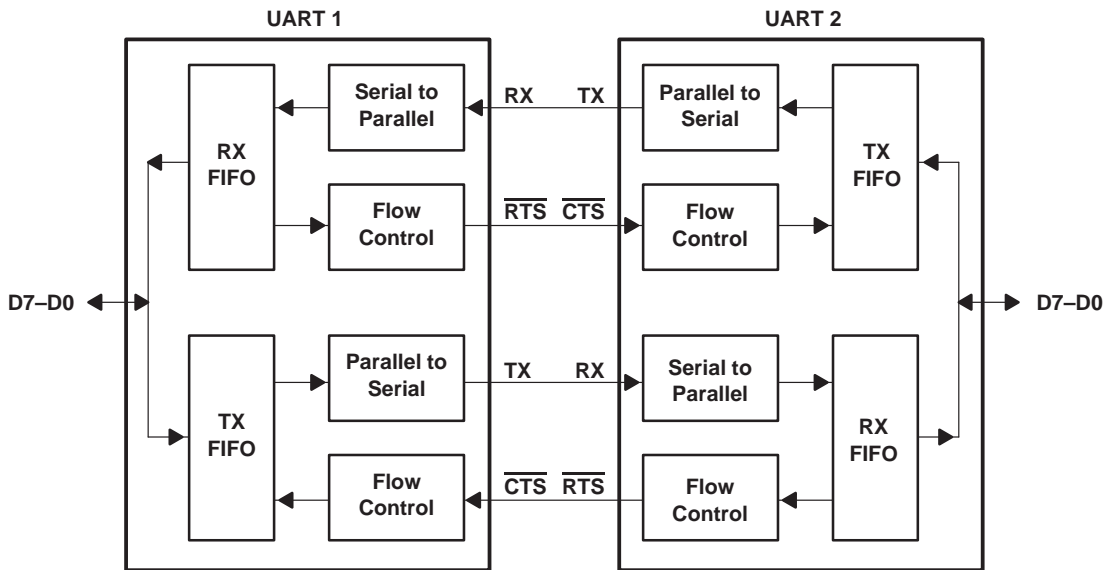 UART 1
UART 2
Serial to
Parallel
RX
TX
Parallel to
Serial
RX
FIFO
TX
FIFO
Flow
Control
RTS
CTS
Flow
Control
D7–D0
D7–D0
Parallel to
Serial
TX
RX
Serial to
Parallel
TX
FIFO
RX
FIFO
Flow
Control
CTS
RTS
Flow
Control